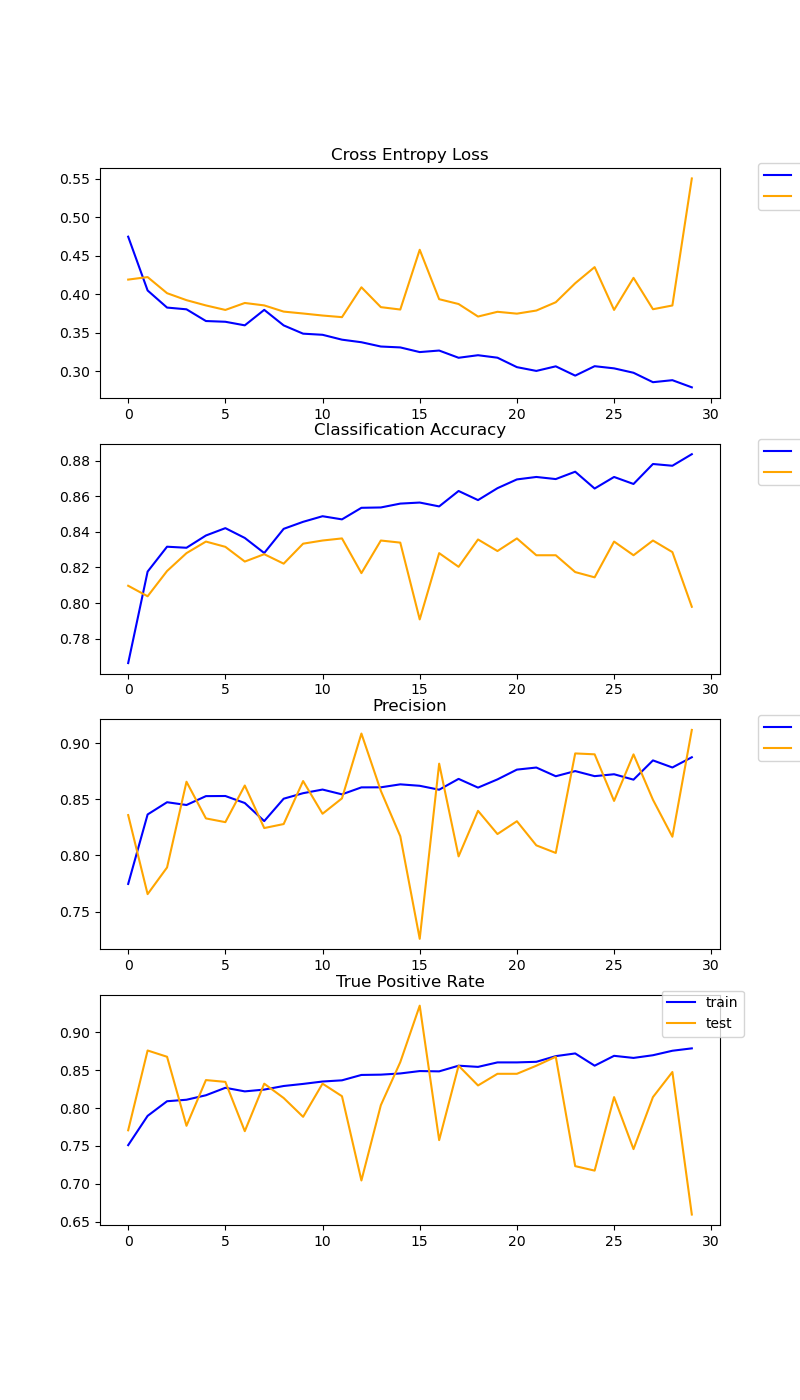 Cross Entropy Loss
0.55
0.50
0.45
0.40
0.35
0.30
0 5 10 15 20 25 30
Classification Accuracy
0.88
0.86
0.84
0.82
0.80
0.78
0 5 10 15 20 25 30
Precision
0.90
0.85
0.80
0.75
0 5 10 15 20 25 30
True Positive Rate
train
test
0.90
0.85
0.80
0.75
0.70
0.65
0 5 10 15 20 25 30